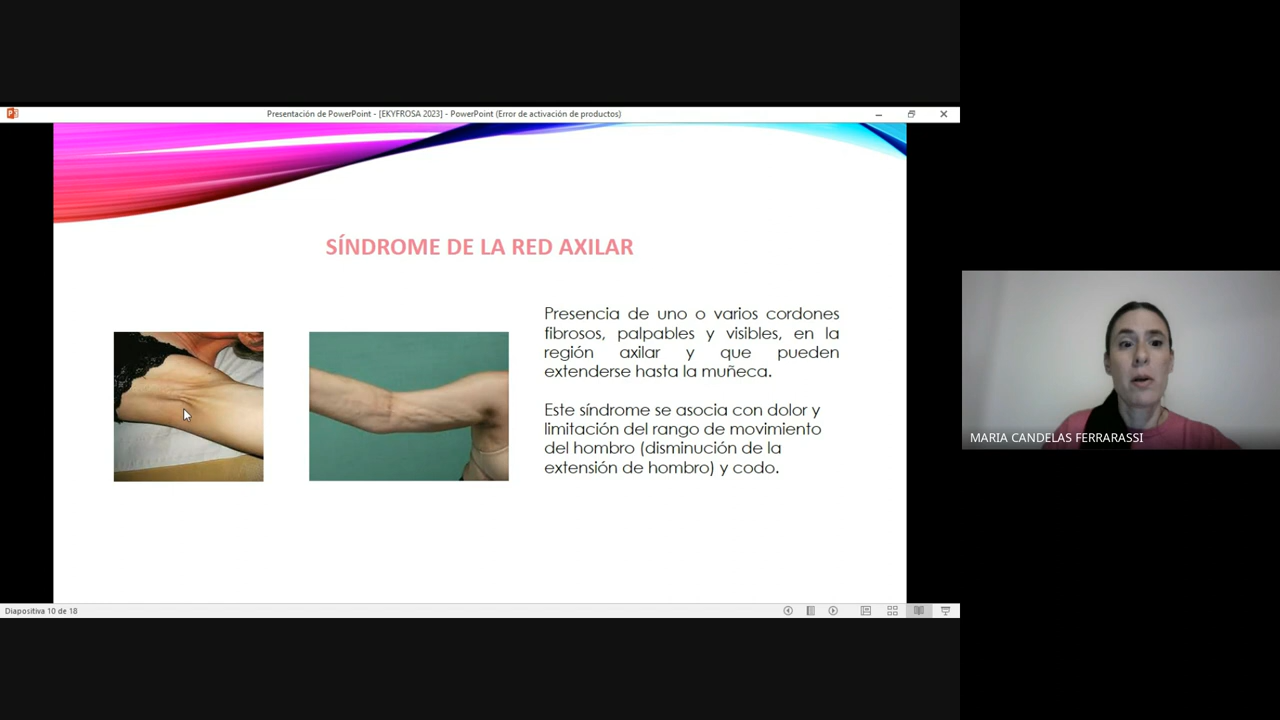 Presentación de PowerPoint - [EKYFROSA 2023] - PowerPoint (Error de activación de productos)
SÍNDROME DE LA RED AXILAR
Presencia de uno o varios cordones
fibrosos, palpables y visibles, en la
región axilar y que pueden
extenderse hasta la muñeca.
Este síndrome se asocia con dolor y
limitación del rango de movimiento
del hombro (disminución de la
extensión de hombro) y codo.
MARIA CANDELAS FERRARASSI
Diapositiva 10 de 18